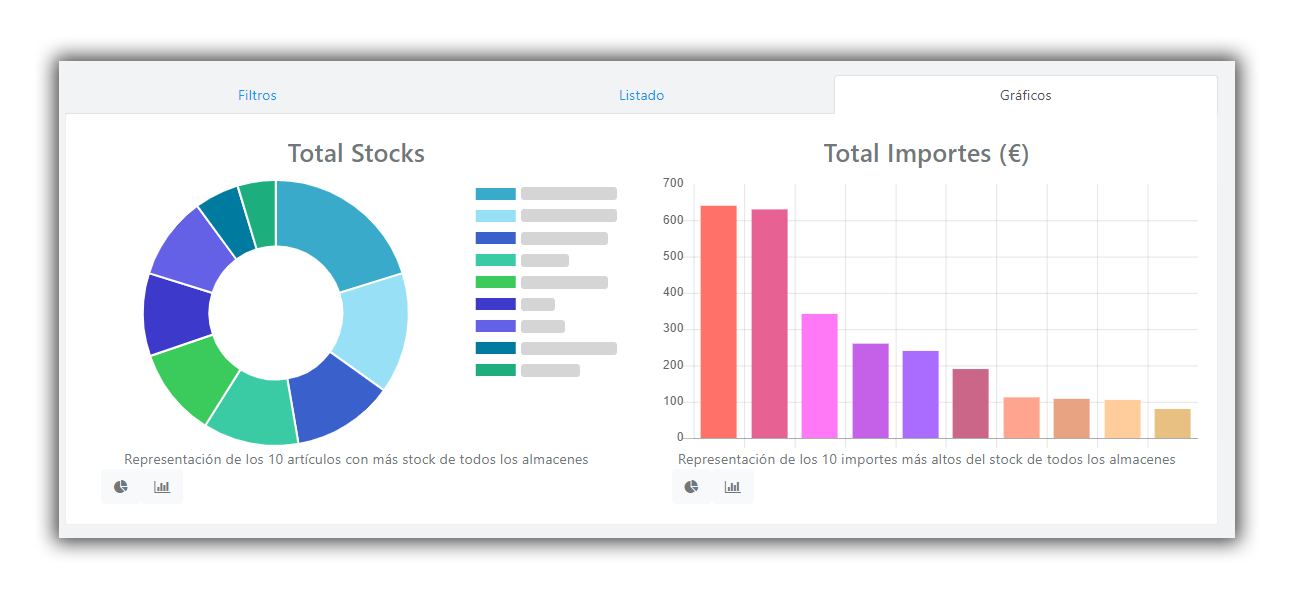 Filtros
Listado
Gráficos
Total Stocks
Representación de los 10 artículos con más stock de todos los almacenes
Total Importes (€)
700
600
500
400
300
200
100
0
Representación de los 10 importes más altos del stock de todos los almacenes